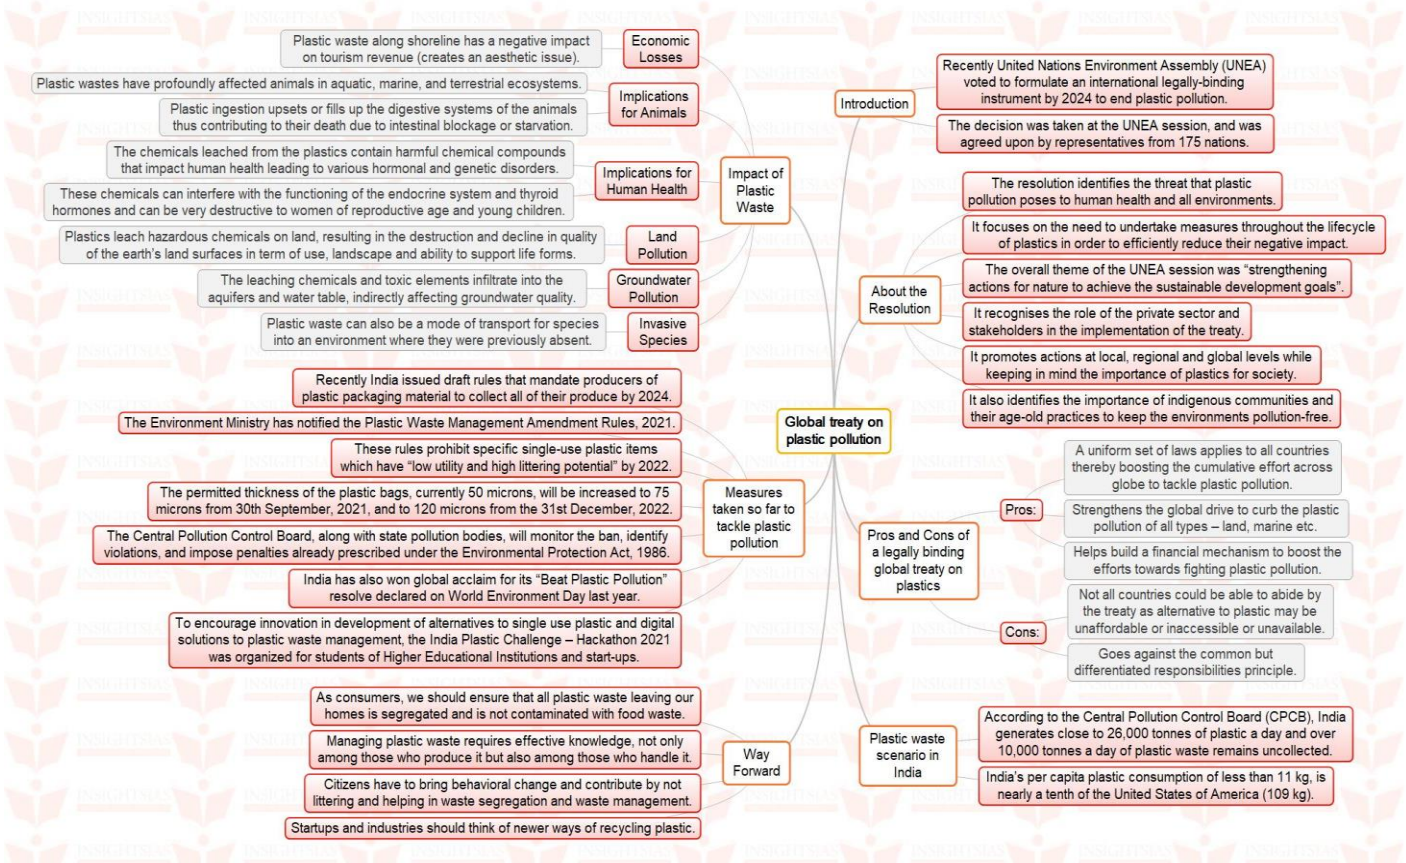 Global treaty on
plastic pollution
Introduction
Recently United Nations Environment Assembly (UNEA)
voted to formulate an international legally-binding
instrument by 2024 to end plastic pollution.
The decision was taken at the UNEA session, and was
agreed upon by representatives from 175 nations.
About the
Resolution
The resolution identifies the threat that plastic
pollution poses to human health and all environments.
It focuses on the need to undertake measures throughout the lifecycle
of plastics in order to efficiently reduce their negative impact.
The overall theme of the UNEA session was “strengthening
actions for nature to achieve the sustainable development goals”.
It recognises the role of the private sector and
stakeholders in the implementation of the treaty.
It promotes actions at local, regional and global levels while
keeping in mind the importance of plastics for society.
It also identifies the importance of indigenous communities and
their age-old practices to keep the environments pollution-free.
Pros and Cons of
a legally binding
global treaty on
plastics
Pros:
A uniform set of laws applies to all countries
thereby boosting the cumulative effort across
globe to tackle plastic pollution.
Strengthens the global drive to curb the plastic
pollution of all types – land, marine etc.
Helps build a financial mechanism to boost the
efforts towards fighting plastic pollution.
Cons:
Not all countries could be able to abide by
the treaty as alternative to plastic may be
unaffordable or inaccessible or unavailable.
Goes against the common but
differentiated responsibilities principle.
Plastic waste
scenario in
India
According to the Central Pollution Control Board (CPCB), India
generates close to 26,000 tonnes of plastic a day and over
10,000 tonnes a day of plastic waste remains uncollected.
India’s per capita plastic consumption of less than 11 kg, is
nearly a tenth of the United States of America (109 kg).
Impact of
Plastic
Waste
Economic
Losses
Plastic waste along shoreline has a negative impact
on tourism revenue (creates an aesthetic issue).
Implications
for Animals
Plastic wastes have profoundly affected animals in aquatic, marine, and terrestrial ecosystems.
Plastic ingestion upsets or fills up the digestive systems of the animals
thus contributing to their death due to intestinal blockage or starvation.
Implications for
Human Health
The chemicals leached from the plastics contain harmful chemical compounds
that impact human health leading to various hormonal and genetic disorders.
These chemicals can interfere with the functioning of the endocrine system and thyroid
hormones and can be very destructive to women of reproductive age and young children.
Land
Pollution
Plastics leach hazardous chemicals on land, resulting in the destruction and decline in quality
of the earth’s land surfaces in term of use, landscape and ability to support life forms.
Groundwater
Pollution
The leaching chemicals and toxic elements infiltrate into the
aquifers and water table, indirectly affecting groundwater quality.
Invasive
Species
Plastic waste can also be a mode of transport for species
into an environment where they were previously absent.
Measures
taken so far to
tackle plastic
pollution
Recently India issued draft rules that mandate producers of
plastic packaging material to collect all of their produce by 2024.
The Environment Ministry has notified the Plastic Waste Management Amendment Rules, 2021.
These rules prohibit specific single-use plastic items
which have “low utility and high littering potential” by 2022.
The permitted thickness of the plastic bags, currently 50 microns, will be increased to 75
microns from 30th September, 2021, and to 120 microns from the 31st December, 2022.
The Central Pollution Control Board, along with state pollution bodies, will monitor the ban, identify
violations, and impose penalties already prescribed under the Environmental Protection Act, 1986.
India has also won global acclaim for its “Beat Plastic Pollution”
resolve declared on World Environment Day last year.
To encourage innovation in development of alternatives to single use plastic and digital
solutions to plastic waste management, the India Plastic Challenge – Hackathon 2021
was organized for students of Higher Educational Institutions and start-ups.
Way
Forward
As consumers, we should ensure that all plastic waste leaving our
homes is segregated and is not contaminated with food waste.
Managing plastic waste requires effective knowledge, not only
among those who produce it but also among those who handle it.
Citizens have to bring behavioral change and contribute by not
littering and helping in waste segregation and waste management.
Startups and industries should think of newer ways of recycling plastic.
INSIGHTSIAS